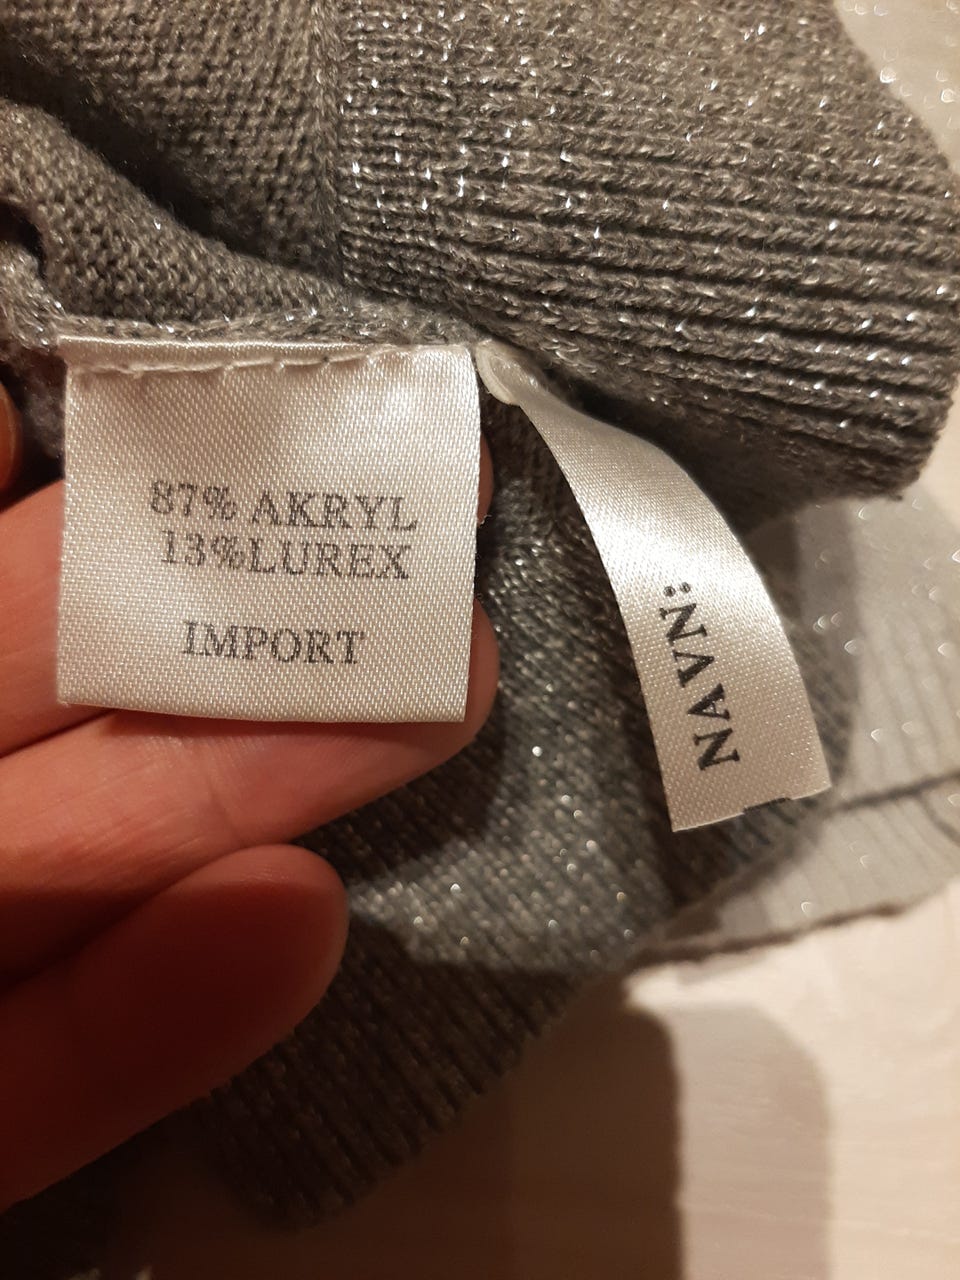 87% AKRYL
13%LUREX
IMPORT
NAVN: